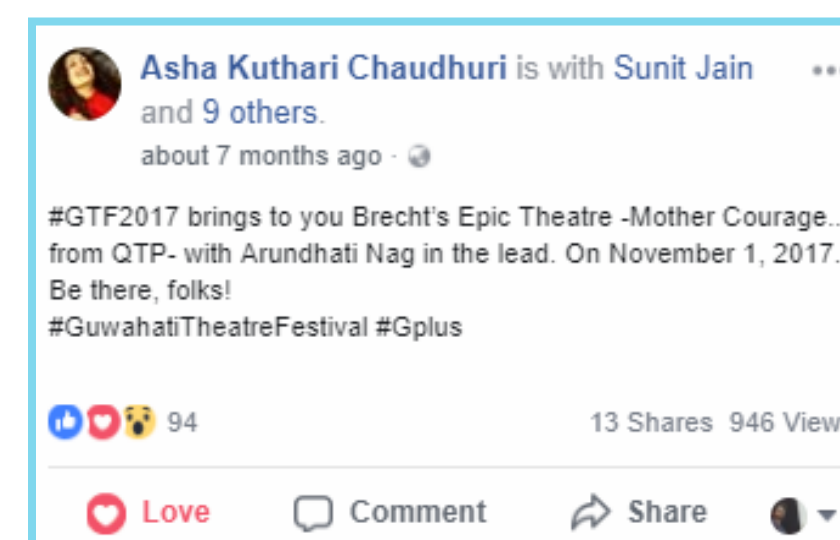 Asha Kuthari Chaudhuri is with Sunit Jain
and 9 others.
about 7 months ago ·
#GTF2017 brings to you Brecht's Epic Theatre -Mother Courage..
from QTP- with Arundhati Nag in the lead. On November 1, 2017.
Be there, folks!
#GuwahatiTheatreFestival #Gplus
94 13 Shares 946 View
Love Comment Share